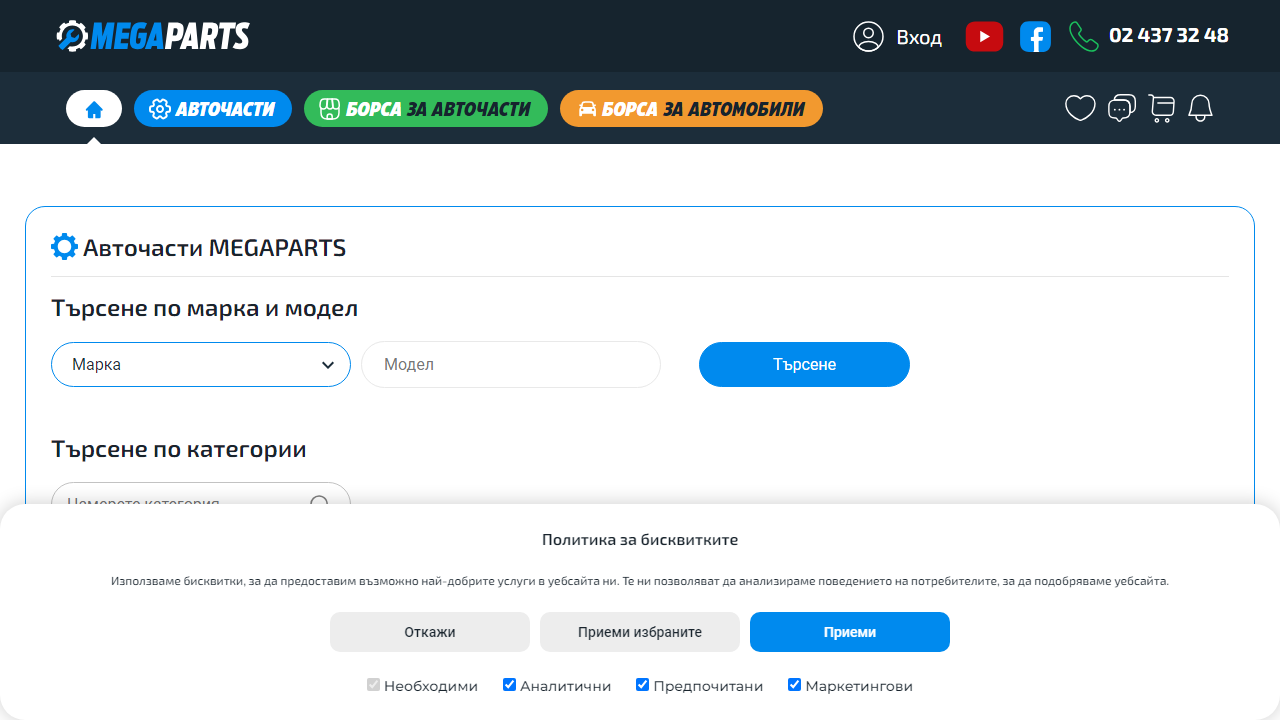 MEGAPARTS
Вход
02 437 32 48
АВТОЧАСТИ
БОРСА ЗА АВТОЧАСТИ
БОРСА ЗА АВТОМОБИЛИ
Авточасти MEGAPARTS
Търсене по марка и модел
Марка
Модел
Търсене
Търсене по категории
Намерете категория
Политика за бисквитките
Използваме бисквитки, за да предоставим възможно най-добрите услуги в уебсайта ни. Те ни позволяват да анализираме поведението на потребителите, за да подобряваме уебсайта.
Откажи
Приеми избраните
Приеми
Необходими
Аналитични
Предпочитани
Маркетингови